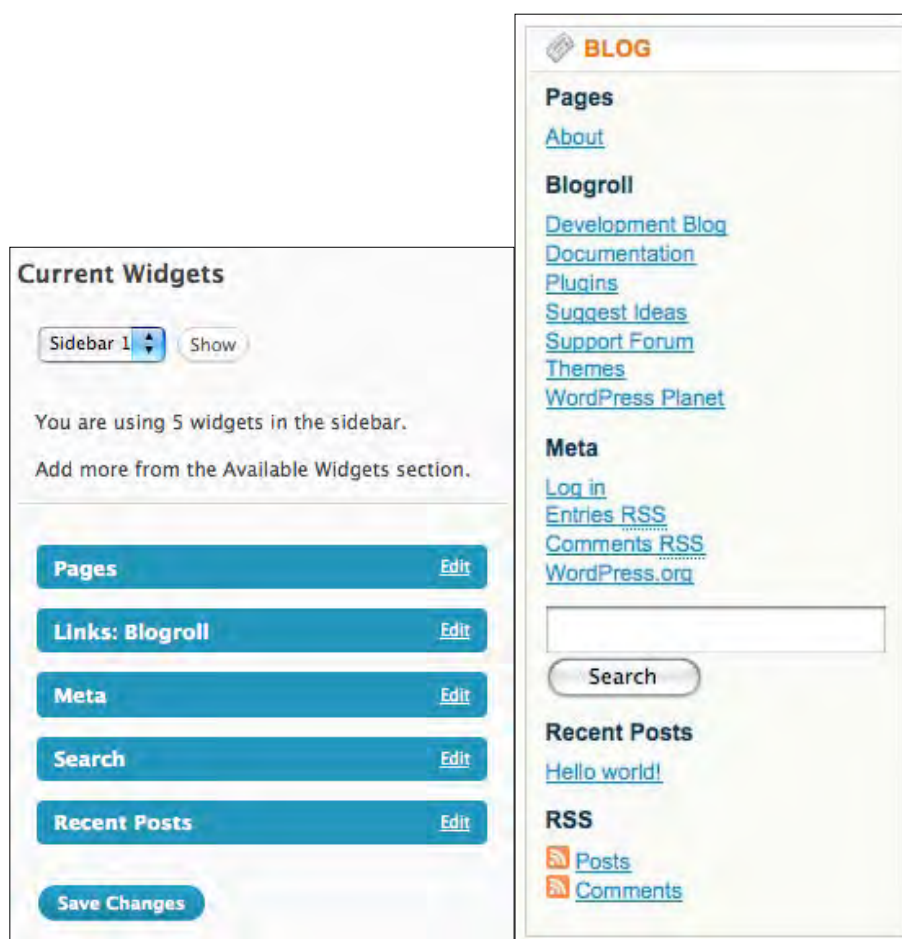 Current Widgets
Sidebar 1
Show
You are using 5 widgets in the sidebar.
Add more from the Available Widgets section.
Pages Edit
Links: Blogroll Edit
Meta Edit
Search Edit
Recent Posts Edit
Save Changes
BLOG
Pages
About
Blogroll
Development Blog
Documentation
Plugins
Suggest Ideas
Support Forum
Themes
WordPress Planet
Meta
Log in
Entries RSS
Comments RSS
WordPress.org
Search
Recent Posts
Hello world!
RSS
Posts
Comments